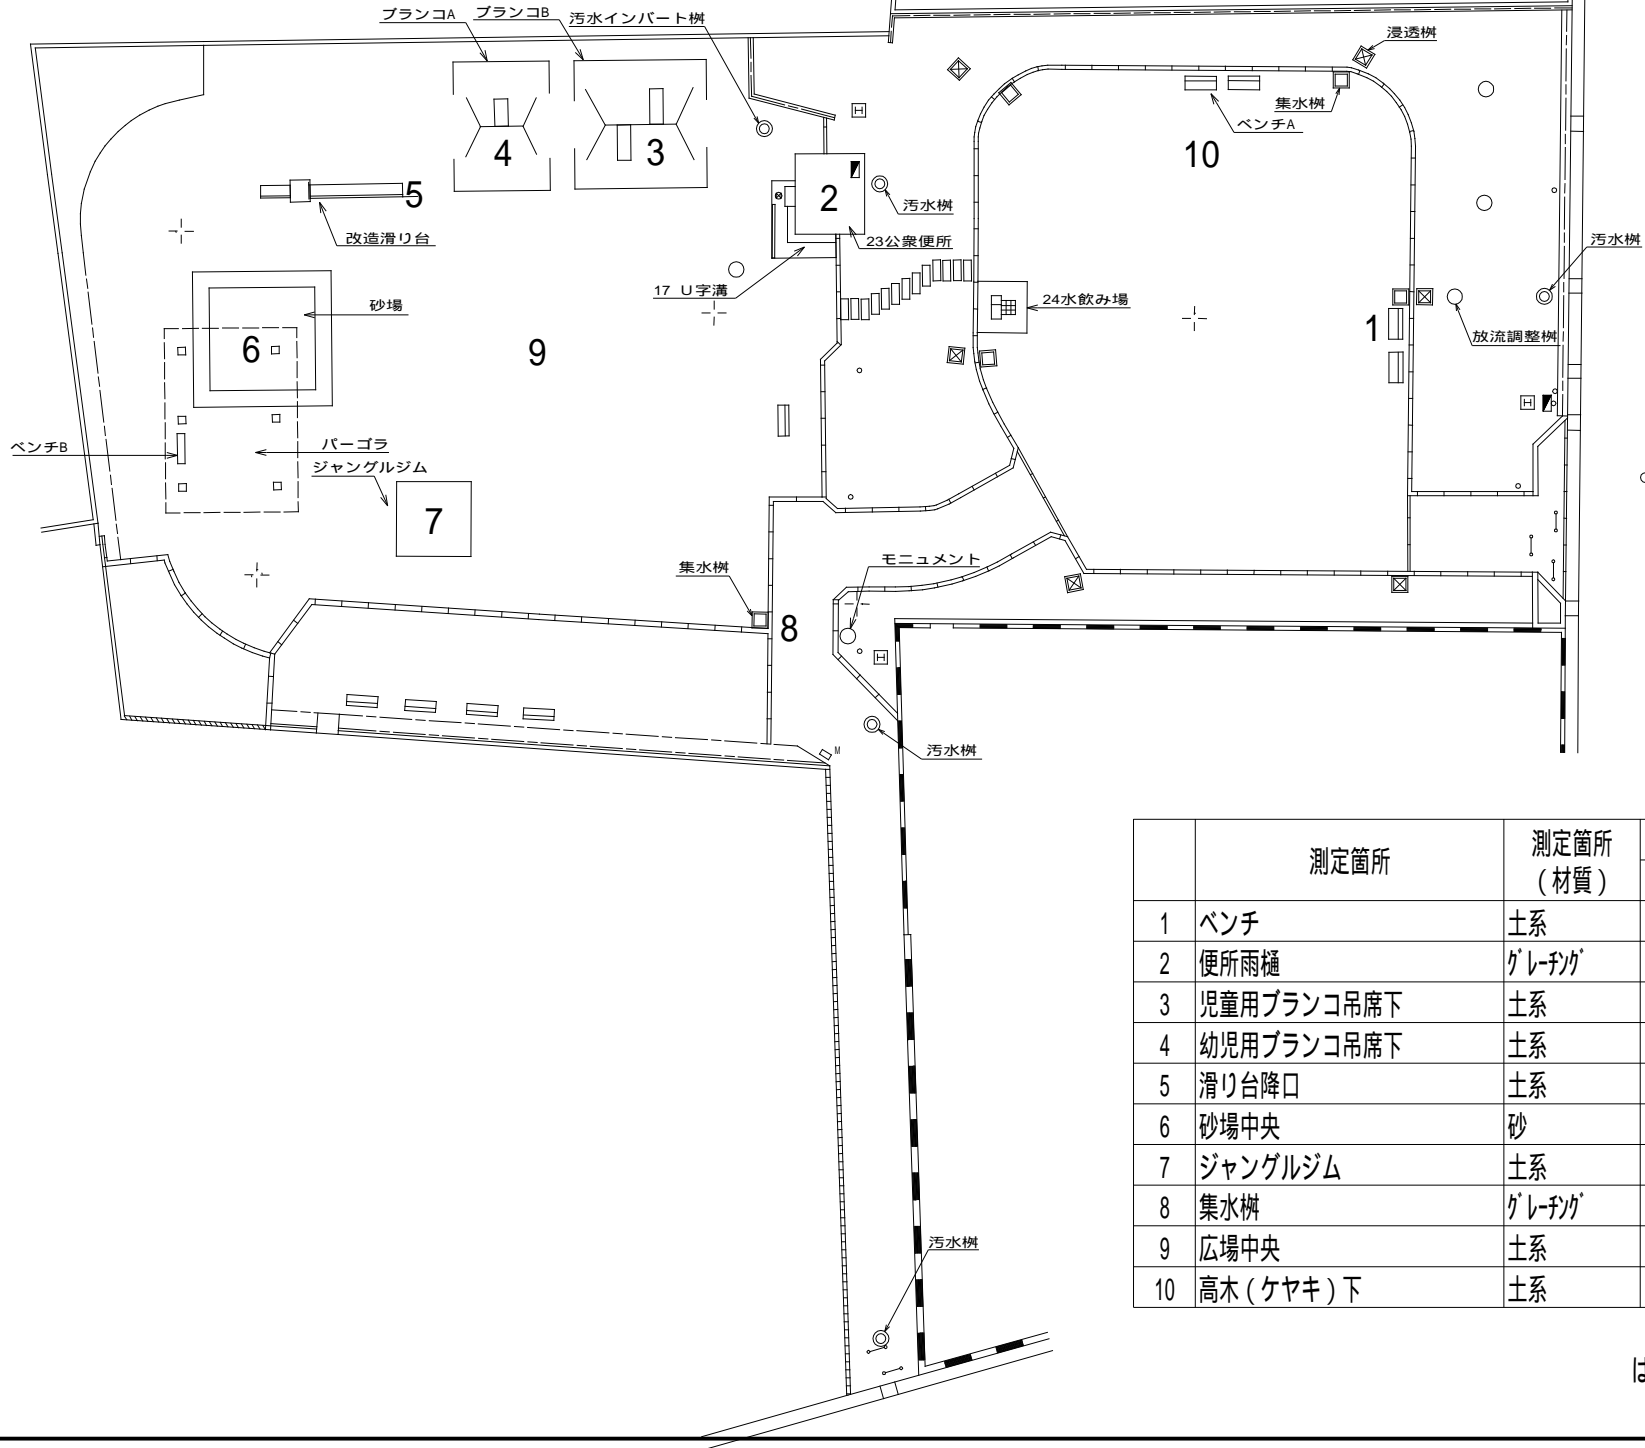 ブランコA
ブランコB
汚水インバート桝
浸透桝
集水桝
ベンチA
10
4
3
2
5
改造滑り台
汚水桝
23公衆便所
17 U字溝
汚水桝
砂場
24水飲み場
1
放流調整桝
6
9
ベンチB
パーゴラ
ジャングルジム
7
集水桝
モニュメント
8
M
汚水桝
汚水桝
測定箇所 測定箇所
(材質)
1 ベンチ 土系
2 便所雨樋 グレーチング
3 児童用ブランコ吊席下 土系
4 幼児用ブランコ吊席下 土系
5 滑り台降口 土系
6 砂場中央 砂
7 ジャングルジム 土系
8 集水桝 グレーチング
9 広場中央 土系
10 高木(ケヤキ)下 土系
は